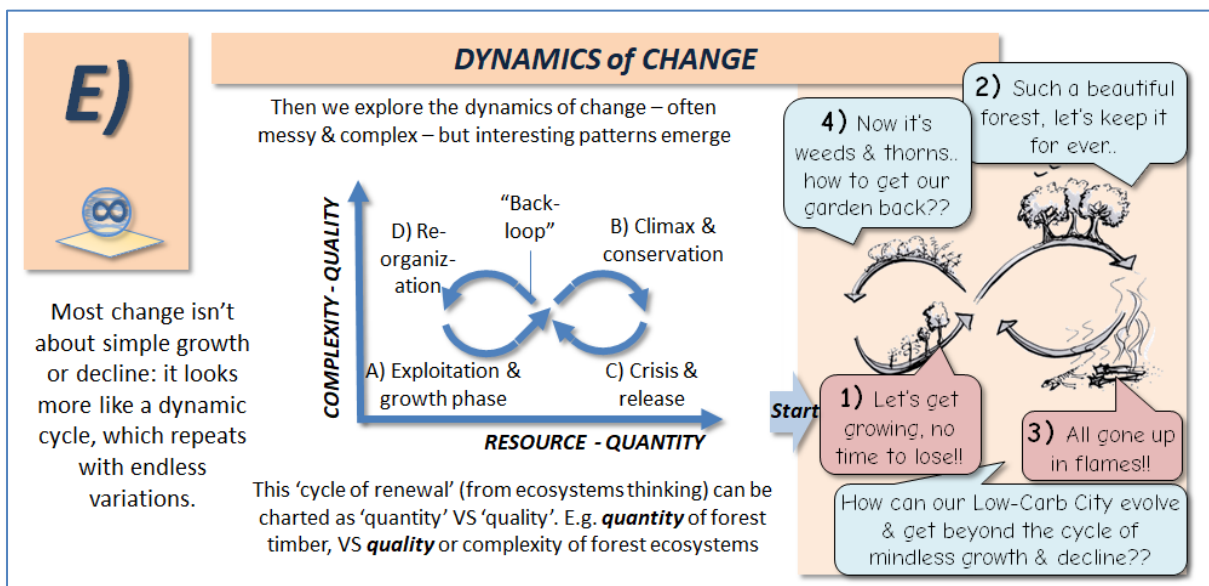 E)
Most change isn't
about simple growth
or decline: it looks
more like a dynamic
cycle, which repeats
with endless
variations.
DYNAMICS of CHANGE
Then we explore the dynamics of change – often
messy & complex – but interesting patterns emerge
COMPLEXITY - QUALITY
D) Re-
organiz-
ation
"Back-
loop"
B) Climax &
conservation
A) Exploitation &
growth phase
C) Crisis &
release
RESOURCE - QUANTITY
This 'cycle of renewal' (from ecosystems thinking) can be
charted as 'quantity' VS 'quality'. E.g. quantity of forest
timber, VS quality or complexity of forest ecosystems
Start
1) Let's get
growing, no
time to lose!!
2) Such a beautiful
forest, let's keep it
for ever..
3) All gone up
in flames!!
4) Now it's
weeds & thorns..
how to get our
garden back??
How can our Low-Carb City evolve
& get beyond the cycle of
mindless growth & decline??